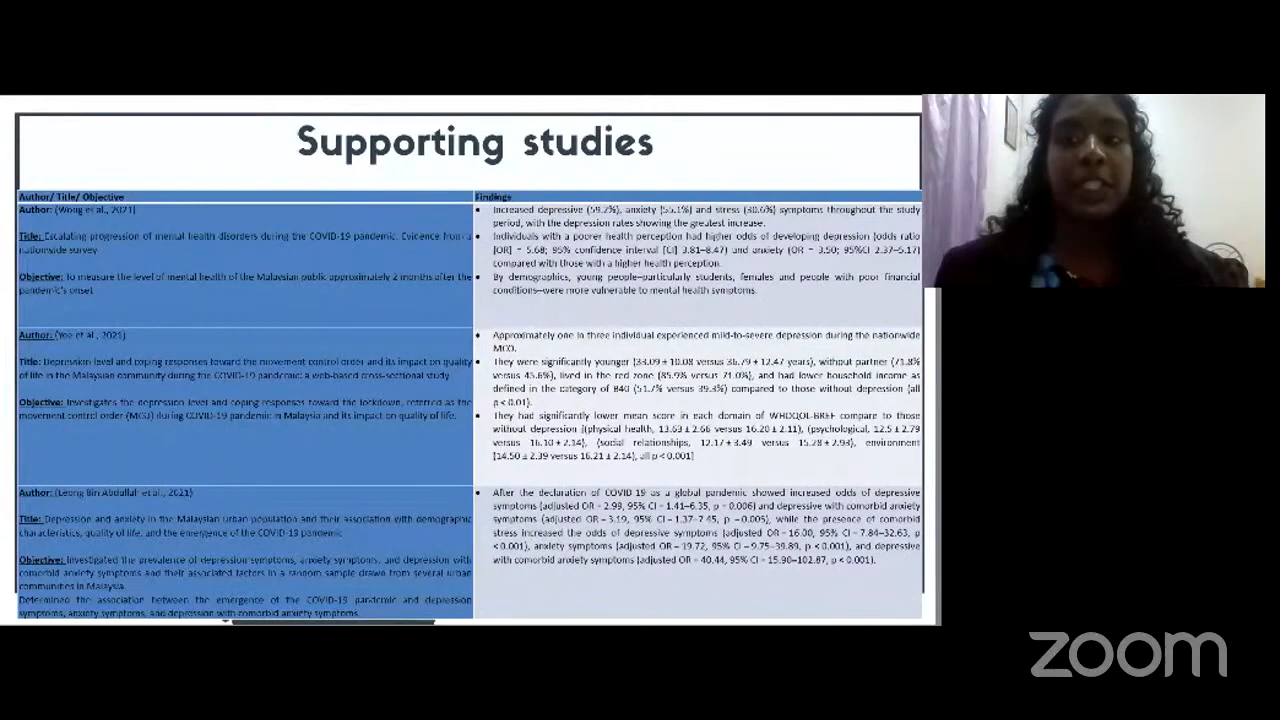 Supporting studies
Author/ Title/ Objective
Author: (Wong et al., 2021)
Title: Escalating progression of mental health disorders during the COVID-19 pandemic: Evidence from a
nationwide survey
Objective: To measure the level of mental health of the Malaysian public approximately 2 months after the
pandemic's onset
Findings
• Increased depressive (59.2%), anxiety (55.1%) and stress (30.6%) symptoms throughout the study
period, with the depression rates showing the greatest increase.
• Individuals with a poorer health perception had higher odds of developing depression [odds ratio
[OR] = 5.68; 95% confidence interval [CI] 3.81–8.47) and anxiety (OR = 3.50; 95%CI 2.37–5.17)
compared with those with a higher health perception.
• By demographics, young people–particularly students, females and people with poor financial
conditions–were more vulnerable to mental health symptoms.
Author: (Yee et al., 2021)
Title: Depression level and coping responses toward the movement control order and its impact on quality
of life in the Malaysian community during the COVID-19 pandemic: a web-based cross-sectional study
Objective: Investigates the depression level and coping responses toward the lockdown, referred as the
movement control order (MCO) during COVID-19 pandemic in Malaysia and its impact on quality of life.
• Approximately one in three individual experienced mild-to-severe depression during the nationwide
MCO.
• They were significantly younger (33.09 ± 10.08 versus 36.79 ± 12.47 years), without partner (71.8%
versus 45.6%), lived in the red zone (85.9% versus 71.0%), and had lower household income as
defined in the category of B40 (51.7% versus 39.3%) compared to those without depression (all
p < 0.01).
• They had significantly lower mean score in each domain of WHOQOL-BREF compare to those
without depression [(physical health, 13.63 ± 2.66 versus 16.20 ± 2.11), (psychological, 12.5 ± 2.79
versus 16.10 ± 2.14), (social relationships, 12.17 ± 3.49 versus 15.28 ± 2.93), environment
[14.50 ± 2.39 versus 16.21 ± 2.14), all p < 0.001]
Author: (Leong Bin Abdullah et al., 2021)
Title: Depression and anxiety in the Malaysian urban population and their association with demographic
characteristics, quality of life, and the emergence of the COVID-19 pandemic
Objective: Investigated the prevalence of depression symptoms, anxiety symptoms, and depression with
comorbid anxiety symptoms and their associated factors in a random sample drawn from several urban
communities in Malaysia.
Determined the association between the emergence of the COVID-19 pandemic and depression
symptoms, anxiety symptoms, and depression with comorbid anxiety symptoms
• After the declaration of COVID 19 as a global pandemic showed increased odds of depressive
symptoms (adjusted OR = 2.99, 95% CI = 1.41–6.35, p = 0.006) and depressive with comorbid anxiety
symptoms (adjusted OR = 3.19, 95% CI = 1.37–7.45, p = 0.005), while the presence of comorbid
stress increased the odds of depressive symptoms (adjusted OR = 16.00, 95% CI = 7.84–32.63, p
< 0.001), anxiety symptoms (adjusted OR = 19.72, 95% CI = 9.75–39.89, p < 0.001), and depressive
with comorbid anxiety symptoms (adjusted OR = 40.44, 95% CI = 15.90–102.87, p < 0.001).
zoom